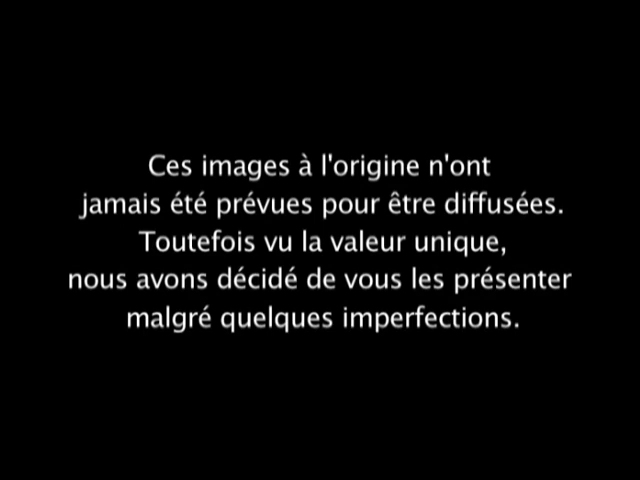 Ces images à l'origine n'ont
jamais été prévues pour être diffusées.
Toutefois vu la valeur unique,
nous avons décidé de vous les présenter
malgré quelques imperfections.